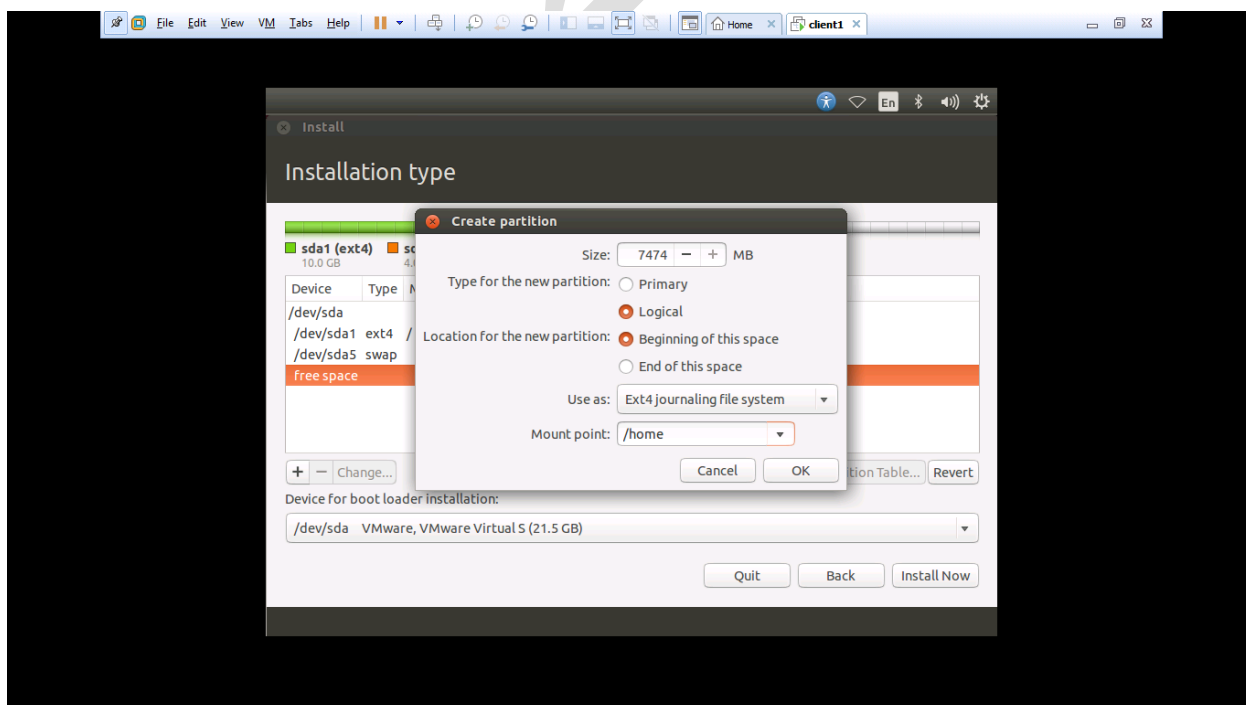 File Edit View VM Tabs Help Home client1
En
Install
Installation type
Create partition
Size: 7474 MB
sda1 (ext4)
10.0 GB
Type for the new partition: Primary
Device Type
Logical
/dev/sda
/dev/sda1 ext4 / Location for the new partition: Beginning of this space
/dev/sda5 swap
End of this space
free space
Use as: Ext4 journaling file system
Mount point: /home
Cancel OK
+ − Change... Table... Revert
Device for boot loader installation:
/dev/sda VMware, VMware Virtual S (21.5 GB)
Quit Back Install Now